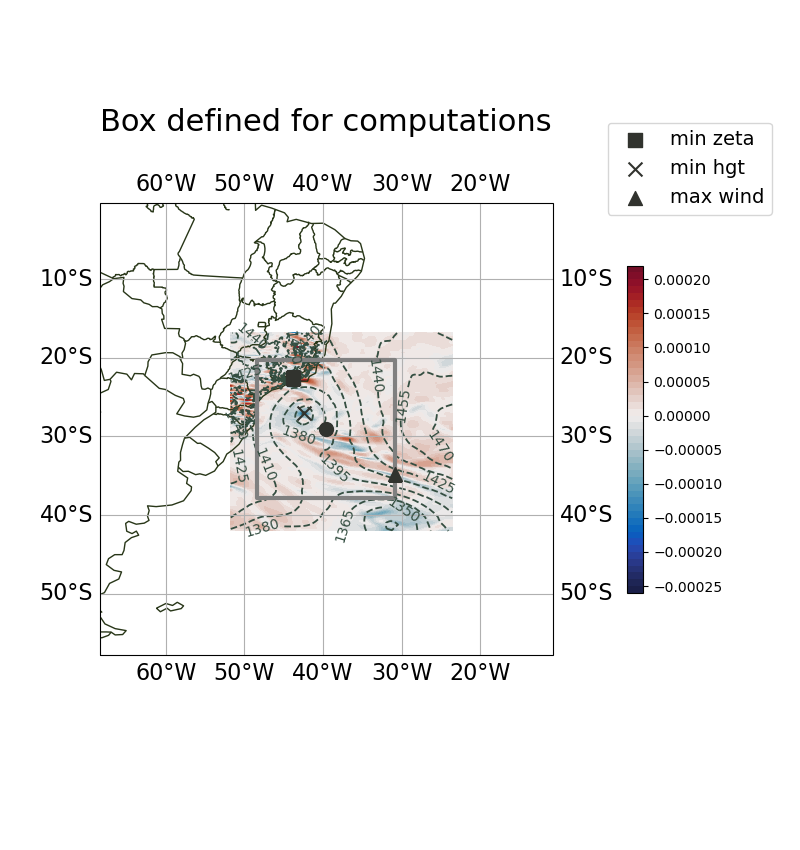 Box defined for computations
min zeta
min hgt
max wind
60°W 50°W 40°W 30°W 20°W
10°S 10°S
20°S 20°S
30°S 30°S
40°S 40°S
50°S 50°S
60°W 50°W 40°W 30°W 20°W
0.00020
0.00015
0.00010
0.00005
0.00000
−0.00005
−0.00010
−0.00015
−0.00020
−0.00025
1440
1455
1380
1470
1395
1410
1425
1425
1350
1380
1365